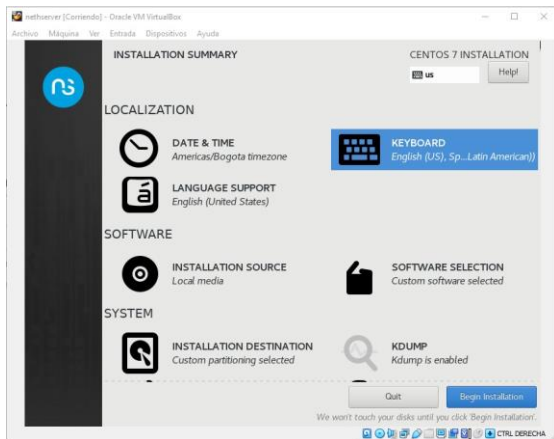 nethserver [Corriendo] - Oracle VM VirtualBox
Archivo Máquina Ver Entrada Dispositivos Ayuda
INSTALLATION SUMMARY
CENTOS 7 INSTALLATION
us
Help!
ns
LOCALIZATION
DATE & TIME
Americas/Bogota timezone
KEYBOARD
English (US), Sp...Latin American))
á
LANGUAGE SUPPORT
English (United States)
SOFTWARE
INSTALLATION SOURCE
Local media
SOFTWARE SELECTION
Custom software selected
SYSTEM
INSTALLATION DESTINATION
Custom partitioning selected
KDUMP
Kdump is enabled
Quit
Begin Installation
We won't touch your disks until you click 'Begin Installation'.
CTRL DERECHA